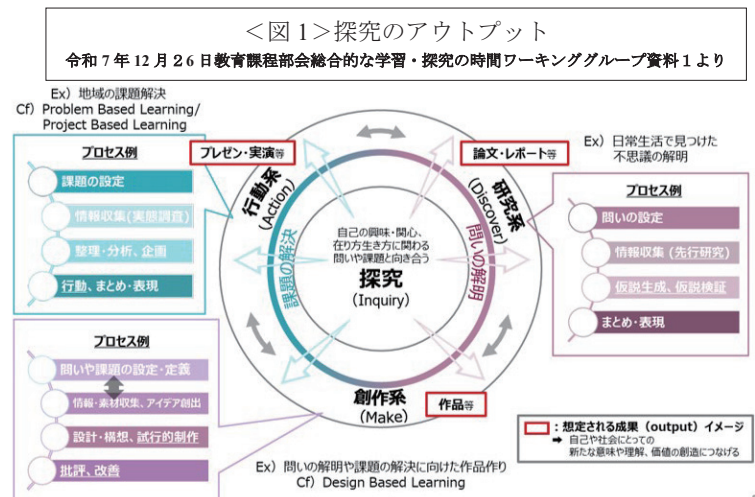 ＜図1＞探究のアウトプット
令和7年12月26日教育課程部会総合的な学習・探究の時間ワーキンググループ資料1より
Ex）地域の課題解決
Cf）Problem Based Learning/
Project Based Learning
プロセス例
課題の設定
情報収集(実態調査)
整理・分析、企画
行動、まとめ・表現
プレゼン・実演等
論文・レポート等
Ex）日常生活で見つけた
不思議の解明
プロセス例
問いの設定
情報収集（先行研究）
仮説生成、仮説検証
まとめ・表現
行動系
(Action)
課題の解決
研究系
(Discover)
問いの解明
自己の興味・関心、
在り方生き方に関わる
問いや課題と向き合う
探究
(Inquiry)
プロセス例
問いや課題の設定・定義
情報・素材収集、アイデア創出
設計・構想、試行的制作
批評、改善
創作系
（Make）
作品等
Ex）問いの解明や課題の解決に向けた作品作り
Cf）Design Based Learning
：想定される成果（output）イメージ
➡ 自己や社会にとっての
新たな意味や理解、価値の創造につなげる